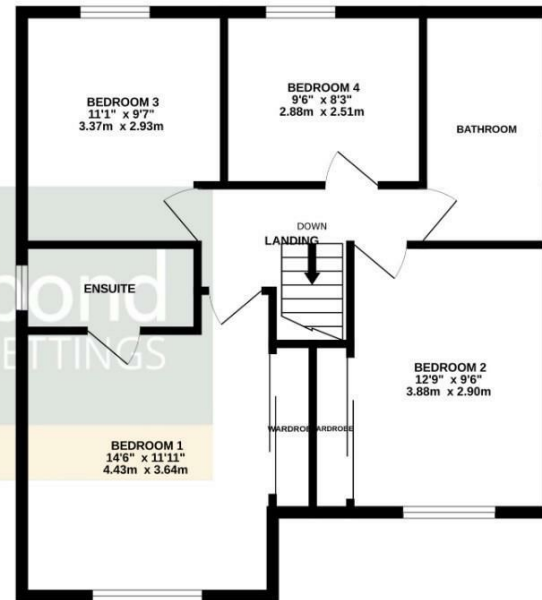 BEDROOM 3
11'1" x 9'7"
3.37m x 2.93m
BEDROOM 4
9'6" x 8'3"
2.88m x 2.51m
BATHROOM
DOWN
LANDING
ENSUITE
pond
ETTINGS
BEDROOM 2
12'9" x 9'6"
3.88m x 2.90m
WARDROBE
ARDROBE
BEDROOM 1
14'6" x 11'11"
4.43m x 3.64m